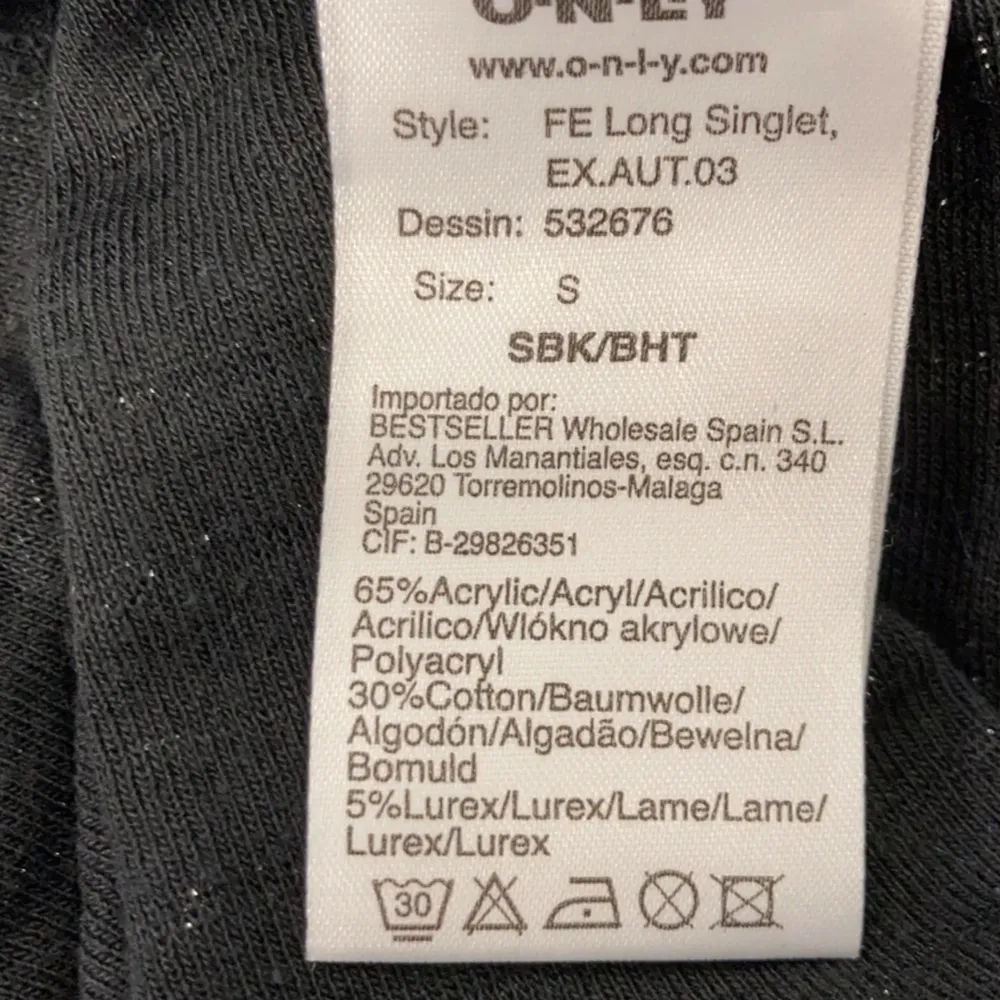 O-N-L-Y
www.o-n-l-y.com
Style: FE Long Singlet,
EX.AUT.03
Dessin: 532676
Size: S
SBK/BHT
Importado por:
BESTSELLER Wholesale Spain S.L.
Adv. Los Manantiales, esq. c.n. 340
29620 Torremolinos-Malaga
Spain
CIF: B-29826351
65%Acrylic/Acryl/Acrilico/
Acrilico/Wlókno akrylowe/
Polyacryl
30%Cotton/Baumwolle/
Algodón/Algadão/Bewelna/
Bomuld
5%Lurex/Lurex/Lame/Lame/
Lurex/Lurex
30